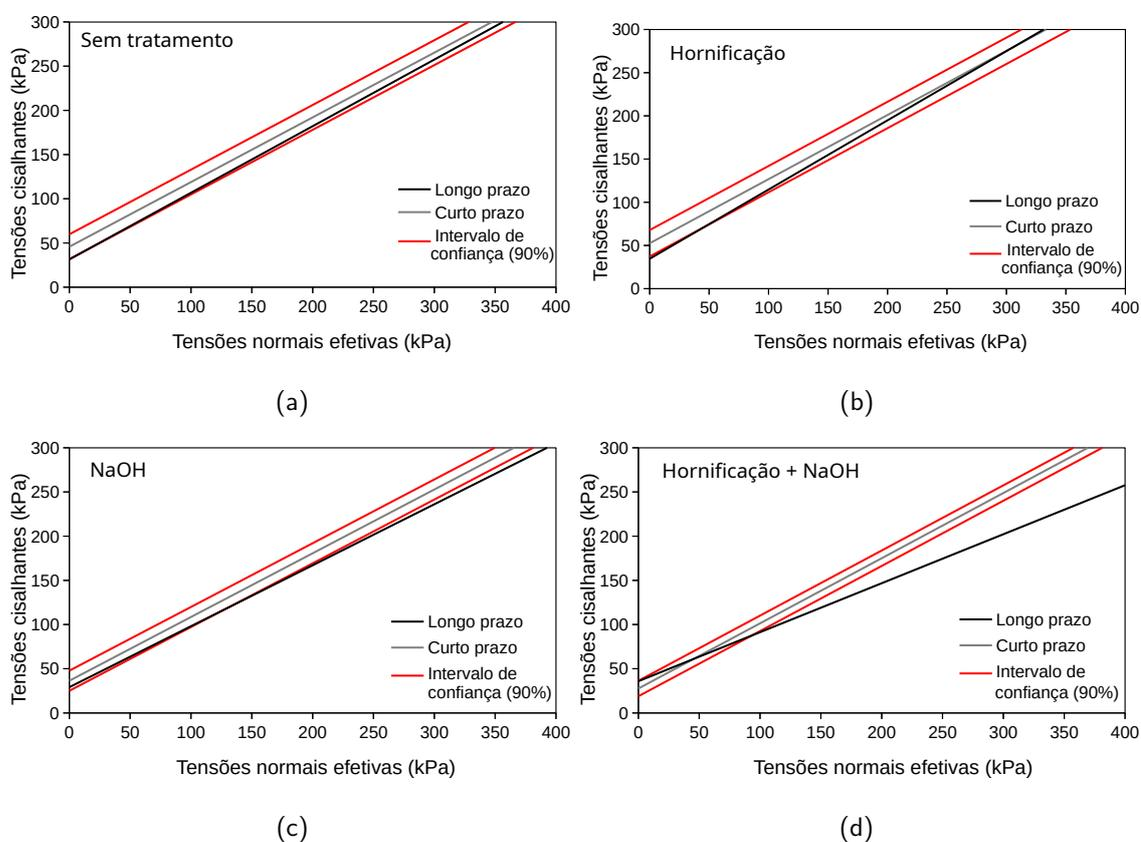 Sem tratamento
Tensões cisalhantes (kPa)
300
250
200
150
100
50
0
Longo prazo
Curto prazo
Intervalo de
confiança (90%)
0 50 100 150 200 250 300 350 400
Tensões normais efetivas (kPa)
(a)
Hornificação
Tensões cisalhantes (kPa)
300
250
200
150
100
50
0
Longo prazo
Curto prazo
Intervalo de
confiança (90%)
0 50 100 150 200 250 300 350 400
Tensões normais efetivas (kPa)
(b)
NaOH
Tensões cisalhantes (kPa)
300
250
200
150
100
50
0
Longo prazo
Curto prazo
Intervalo de
confiança (90%)
0 50 100 150 200 250 300 350 400
Tensões normais efetivas (kPa)
(c)
Hornificação + NaOH
Tensões cisalhantes (kPa)
300
250
200
150
100
50
0
Longo prazo
Curto prazo
Intervalo de
confiança (90%)
0 50 100 150 200 250 300 350 400
Tensões normais efetivas (kPa)
(d)